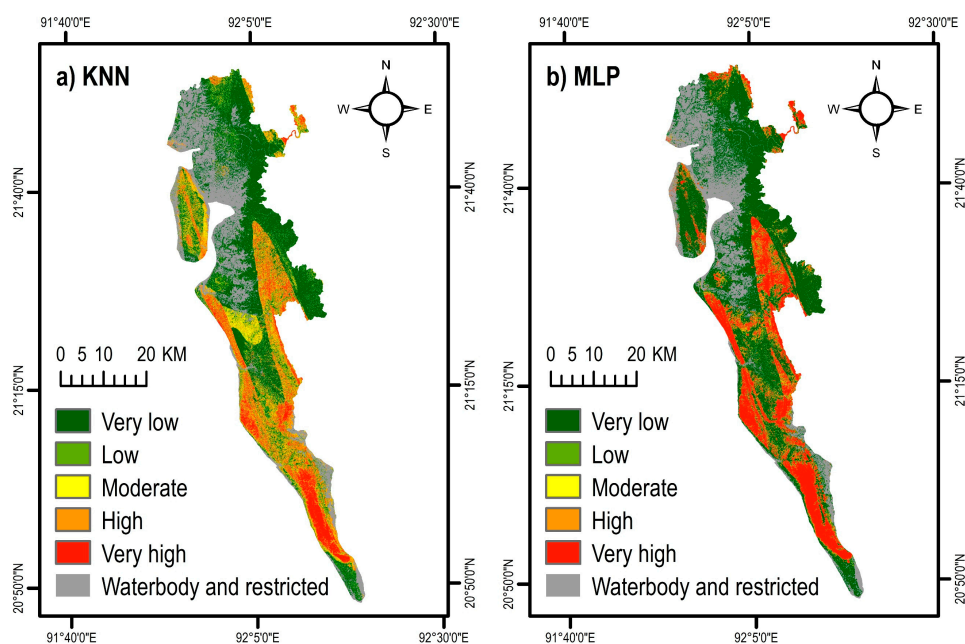 91°40'0"E 92°5'0"E 92°30'0"E
a) KNN
N
W E
S
21°40'0"N
21°40'0"N
0 5 10 20 KM
21°15'0"N
21°15'0"N
Very low
Low
Moderate
High
Very high
Waterbody and restricted
20°50'0"N
20°50'0"N
91°40'0"E 92°5'0"E 92°30'0"E
91°40'0"E 92°5'0"E 92°30'0"E
b) MLP
N
W E
S
21°40'0"N
21°40'0"N
0 5 10 20 KM
21°15'0"N
21°15'0"N
Very low
Low
Moderate
High
Very high
Waterbody and restricted
20°50'0"N
20°50'0"N
91°40'0"E 92°5'0"E 92°30'0"E